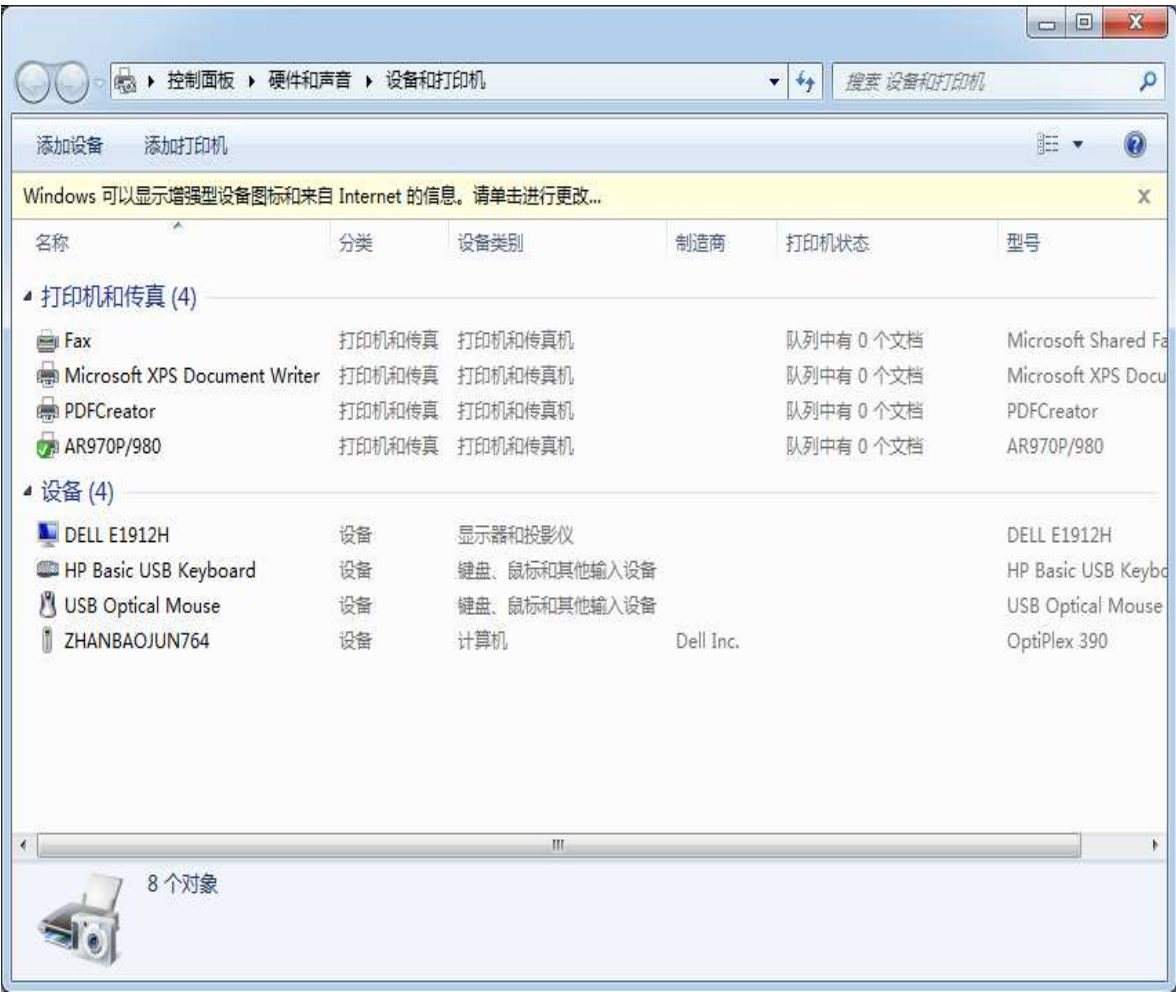 控制面板 ▸ 硬件和声音 ▸ 设备和打印机 搜索 设备和打印机
添加设备 添加打印机
Windows 可以显示增强型设备图标和来自 Internet 的信息。请单击进行更改...
名称 分类 设备类别 制造商 打印机状态 型号
打印机和传真 (4)
Fax 打印机和传真 打印机和传真机 队列中有 0 个文档 Microsoft Shared Fa
Microsoft XPS Document Writer 打印机和传真 打印机和传真机 队列中有 0 个文档 Microsoft XPS Docu
PDFCreator 打印机和传真 打印机和传真机 队列中有 0 个文档 PDFCreator
AR970P/980 打印机和传真 打印机和传真机 队列中有 0 个文档 AR970P/980
设备 (4)
DELL E1912H 设备 显示器和投影仪 DELL E1912H
HP Basic USB Keyboard 设备 键盘、鼠标和其他输入设备 HP Basic USB Keybo
USB Optical Mouse 设备 键盘、鼠标和其他输入设备 USB Optical Mouse
ZHANBAOJUN764 设备 计算机 Dell Inc. OptiPlex 390
8 个对象